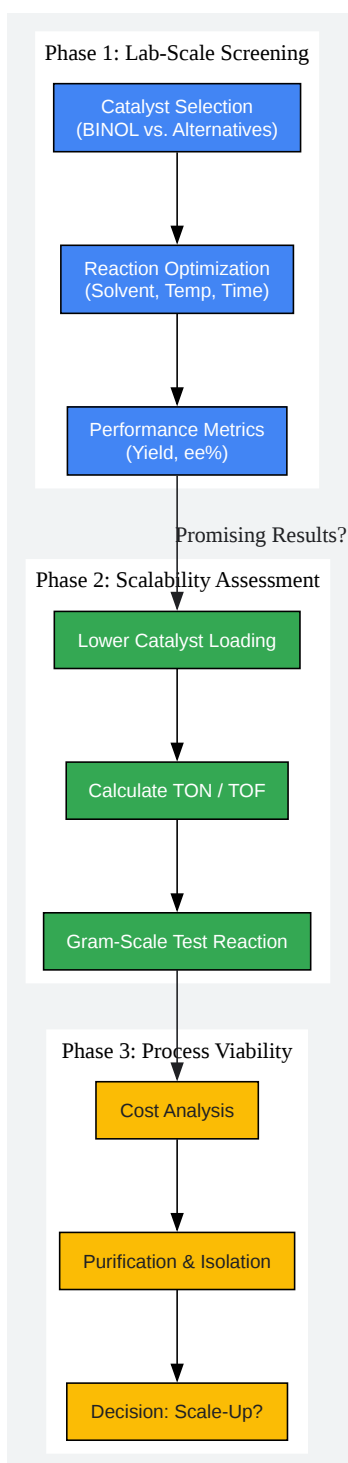 Phase 1: Lab-Scale Screening
Catalyst Selection
(BINOL vs. Alternatives)
Reaction Optimization
(Solvent, Temp, Time)
Performance Metrics
(Yield, ee%)
Promising Results?
Phase 2: Scalability Assessment
Lower Catalyst Loading
Calculate TON / TOF
Gram-Scale Test Reaction
Phase 3: Process Viability
Cost Analysis
Purification & Isolation
Decision: Scale-Up?